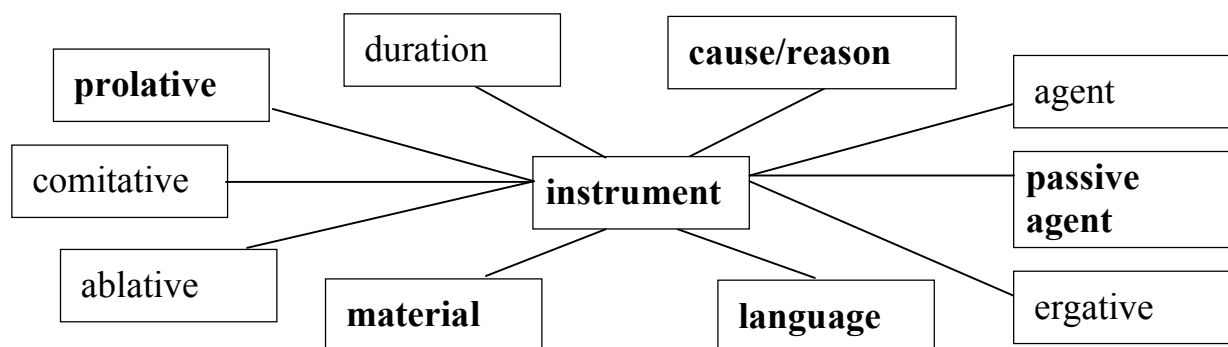 duration
cause/reason
prolative
agent
comitative
instrument
passive
agent
ablative
material
language
ergative